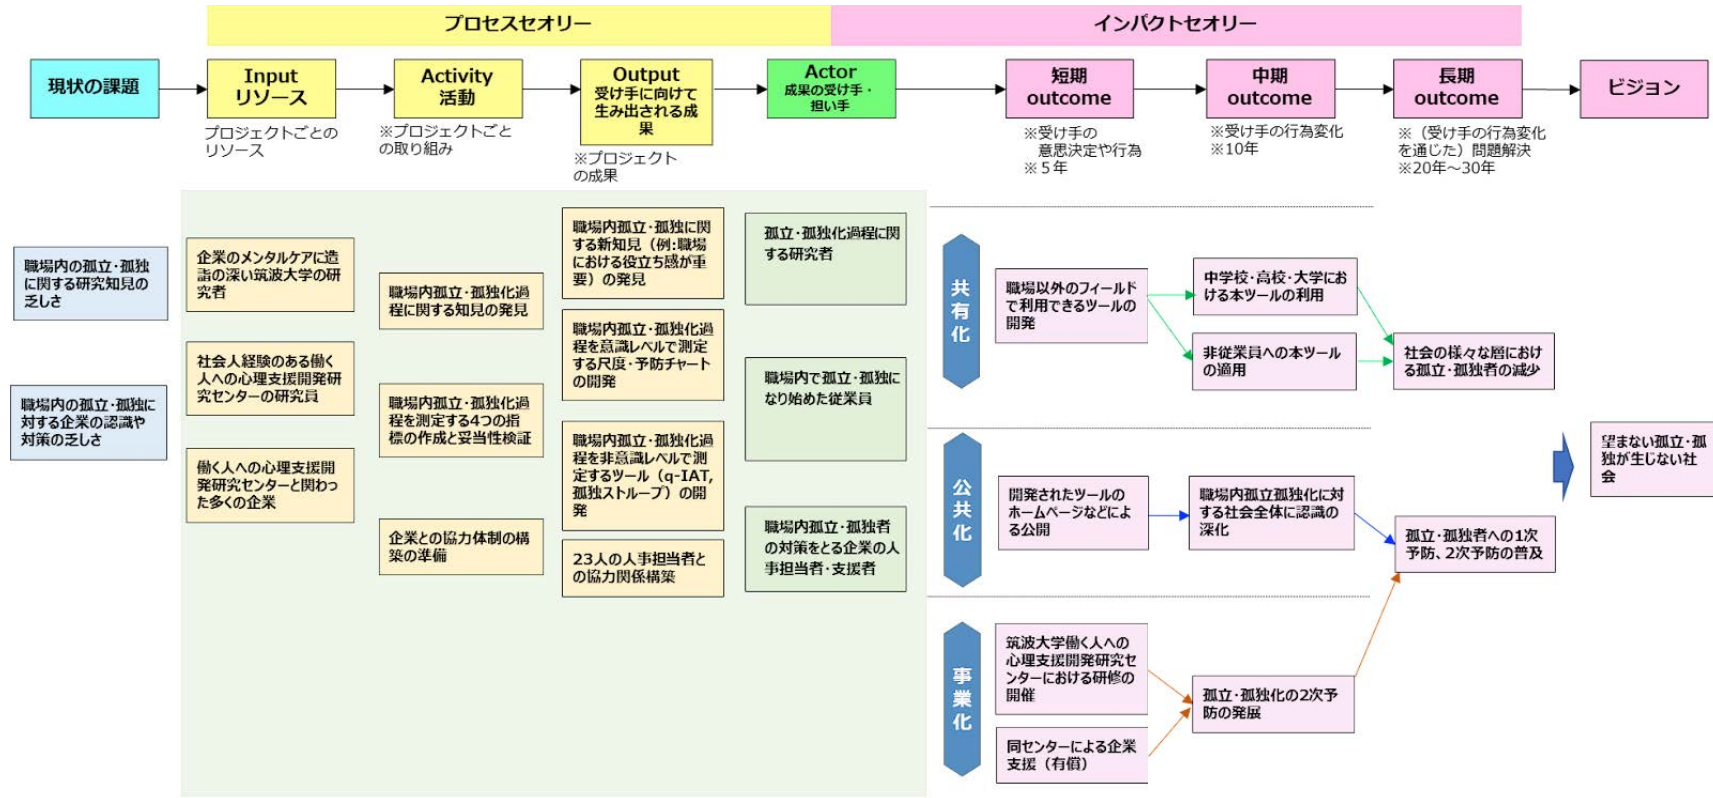 プロセスセオリー
インパクトセオリー
現状の課題
Input
リソース
Activity
活動
Output
受け手に向けて
生み出される成
果
Actor
成果の受け手・
担い手
短期
outcome
中期
outcome
長期
outcome
ビジョン
プロジェクトごとの
リソース
※プロジェクトごと
の取り組み
※プロジェクト
の成果
※受け手の
意思決定や行為
※５年
※受け手の行為変化
※10年
※（受け手の行為変化
を通じた）問題解決
※20年～30年
職場内の孤立・孤独
に関する研究知見の
乏しさ
職場内の孤立・孤独に
対する企業の認識や
対策の乏しさ
企業のメンタルケアに造
詣の深い筑波大学の研
究者
社会人経験のある働く
人への心理支援開発研
究センターの研究員
働く人への心理支援開
発研究センターと関わっ
た多くの企業
職場内孤立・孤独化過
程に関する知見の発見
職場内孤立・孤独化過
程を測定する4つの指
標の作成と妥当性検証
企業との協力体制の構
築の準備
職場内孤立・孤独に関
する新知見（例:職場
における役立ち感が重
要）の発見
職場内孤立・孤独化過
程を意識レベルで測定
する尺度・予防チャート
の開発
職場内孤立・孤独化過
程を非意識レベルで測
定するツール（q-IAT,
孤独ストループ）の開
発
23人の人事担当者と
の協力関係構築
孤立・孤独化過程に関
する研究者
職場内で孤立・孤独に
なり始めた従業員
職場内孤立・孤独者
の対策をとる企業の人
事担当者・支援者
共有化
職場以外のフィールド
で利用できるツールの
開発
中学校・高校・大学にお
ける本ツールの利用
非従業員への本ツール
の適用
社会の様々な層におけ
る孤立・孤独者の減少
公共化
開発されたツールの
ホームページなどによ
る公開
職場内孤立孤独化に対
する社会全体に認識の
深化
孤立・孤独者への1次
予防、2次予防の普及
事業化
筑波大学働く人への
心理支援開発研究セ
ンターにおける研修の
開催
同センターによる企業
支援（有償）
孤立・孤独化の2次予
防の発展
望まない孤立・孤
独が生じない社
会